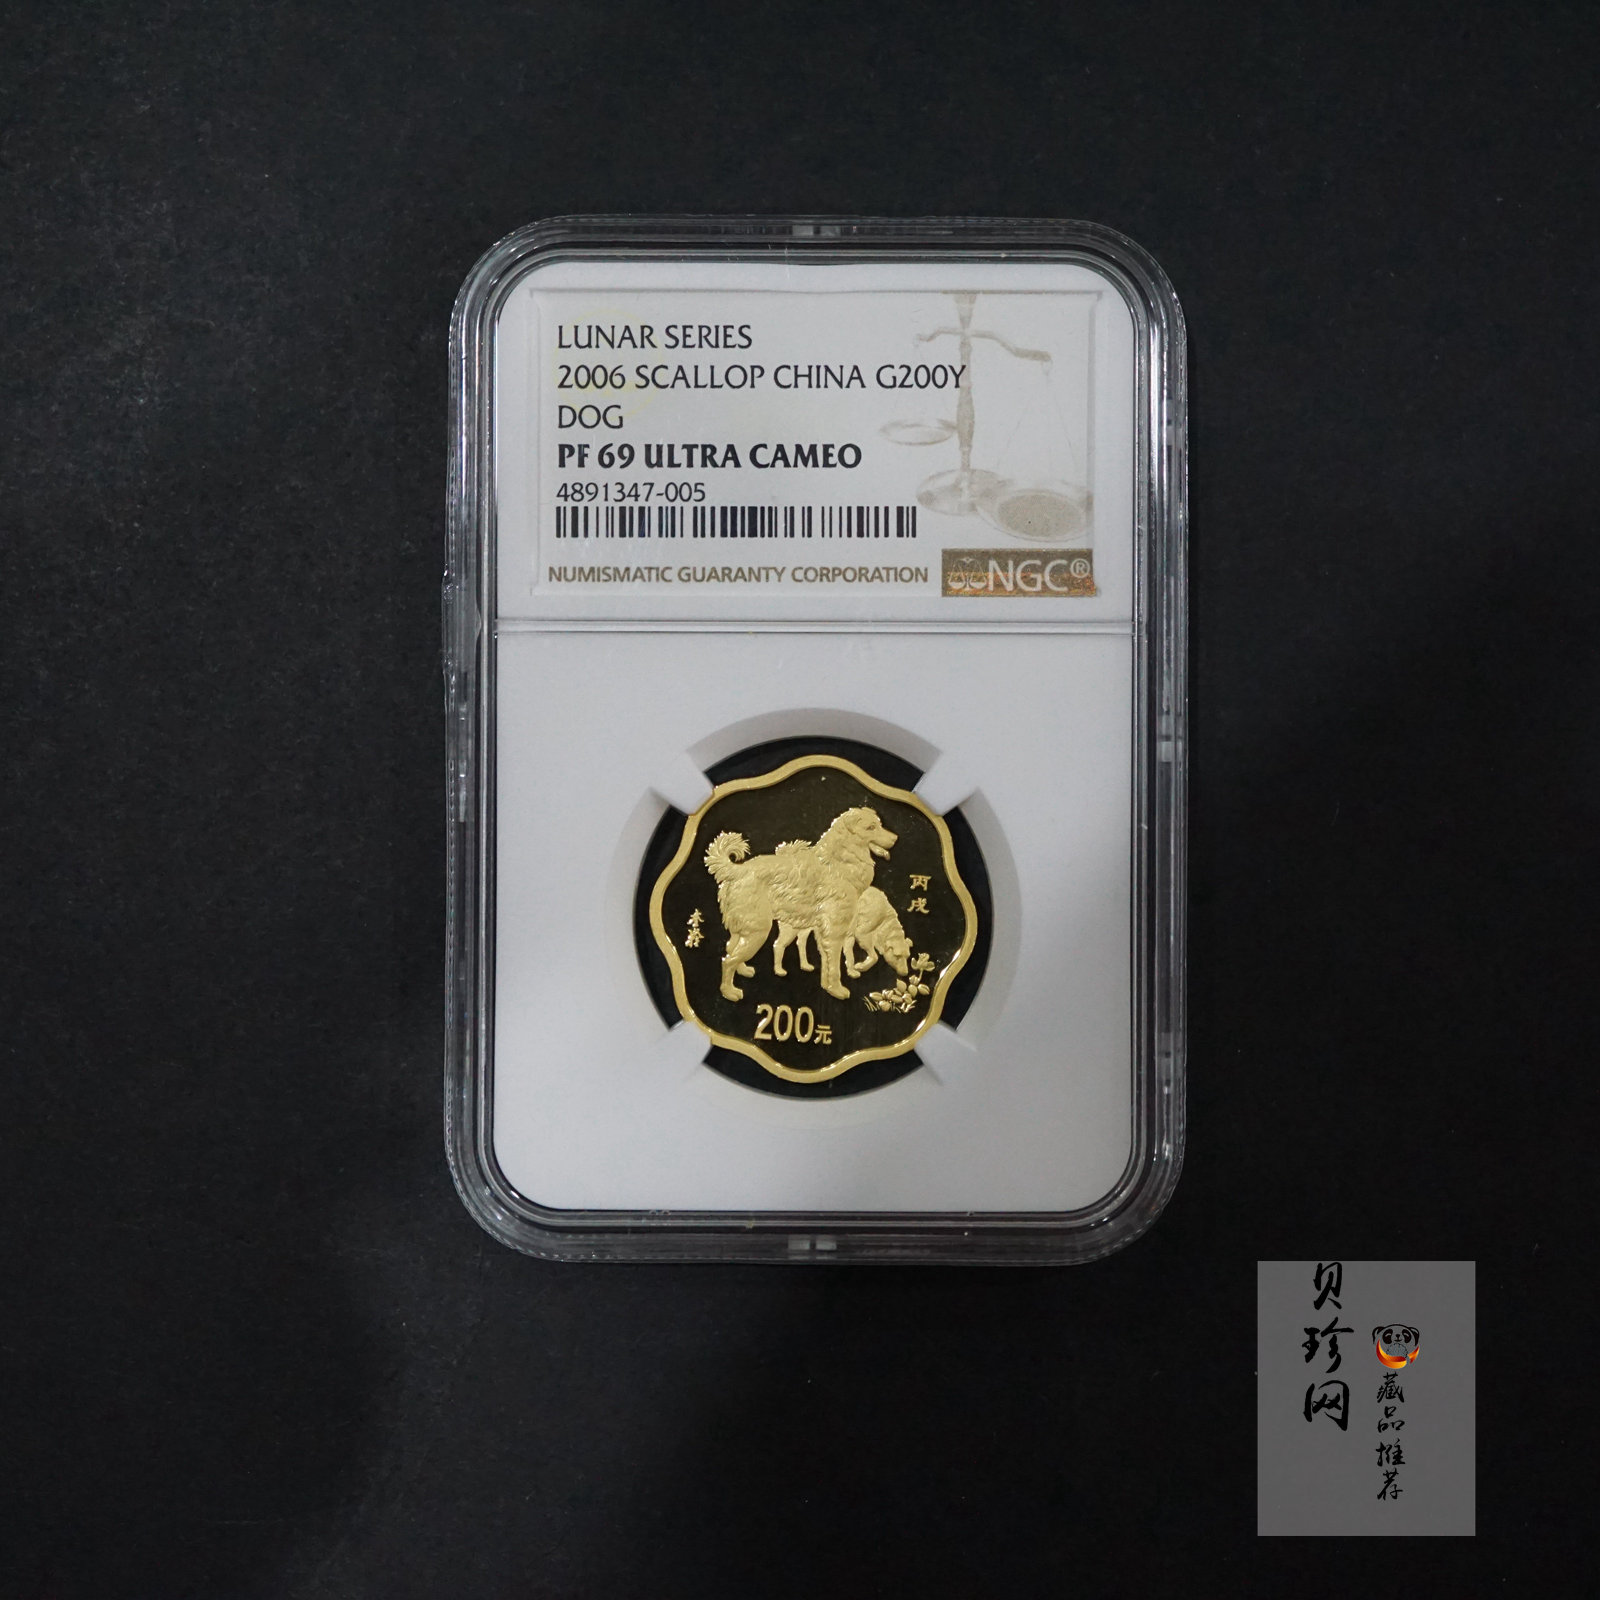 LUNAR SERIES
2006 SCALLOP CHINA G200Y
DOG
PF 69 ULTRA CAMEO
4891347-005
NUMISMATIC GUARANTY CORPORATION
NGC®
丙戌
200元
贝珍网
藏品推荐